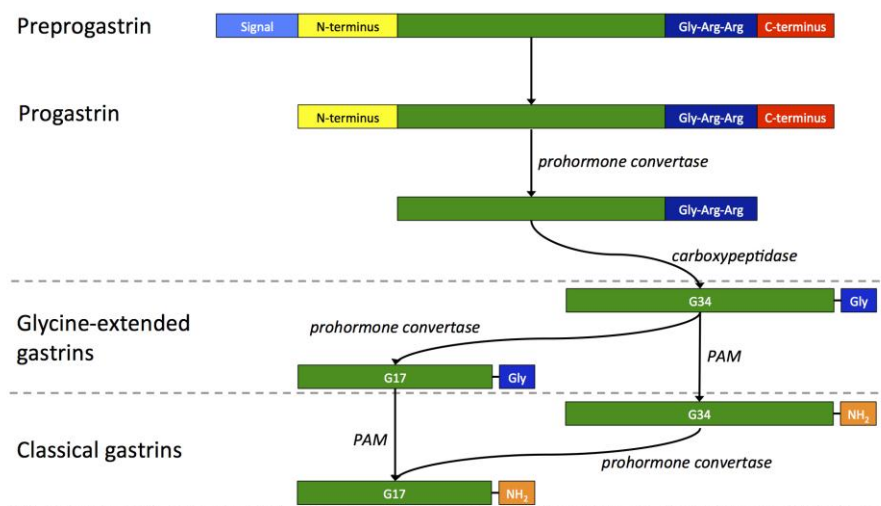 Preprogastrin
Signal
N-terminus
Gly-Arg-Arg
C-terminus
Progastrin
N-terminus
Gly-Arg-Arg
C-terminus
prohormone convertase
Gly-Arg-Arg
carboxypeptidase
G34
Gly
Glycine-extended
gastrins
prohormone convertase
PAM
G17
Gly
G34
NH₂
Classical gastrins
PAM
prohormone convertase
G17
NH₂